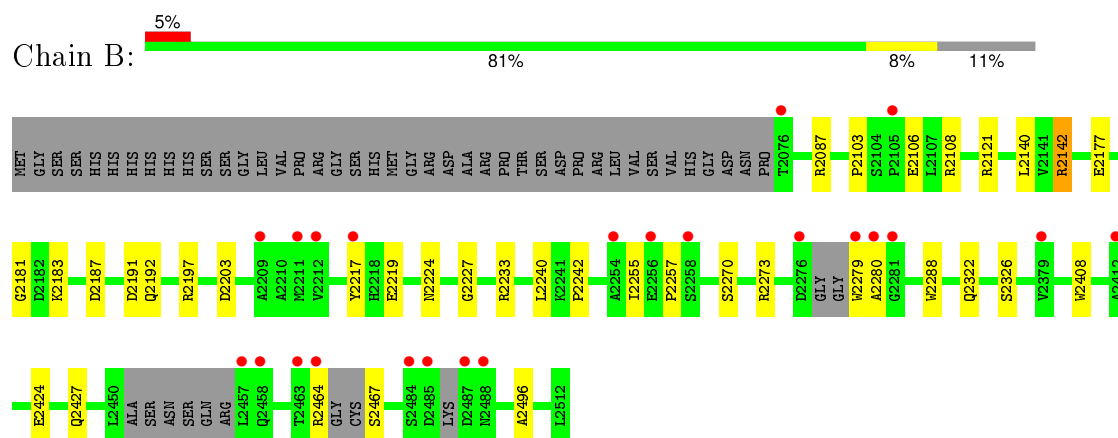 5%
Chain B:
81% 8% 11%
MET GLY SER SER HIS HIS HIS HIS HIS HIS SER SER GLY LEU VAL PRO ARG GLY SER HIS MET GLY ARG ASP ALA ARG PRO THR SER ASP PRO ARG LEU VAL SER VAL HIS GLY ASP ASN PRO T2076 R2087 P2103 S2104 P2105 E2106 L2107 R2108 R2121 L2140 V2141 R2142 E2177
G2181 D2182 K2183 D2187 D2191 Q2192 R2197 D2203 A2209 A2210 M2211 V2212 Y2217 H2218 E2219 N2224 G2227 R2233 L2240 K2241 P2242 A2254 I2255 E2256 P2257 S2258 S2270 R2273 D2276 GLY GLY W2279 A2280 G2281 W2288 Q2322 S2326 V2379 W2408
E2424 Q2427 L2450 ALA SER ASN SER GLN ARG L2457 Q2458 T2463 R2464 GLY CYS S2467 S2484 D2485 LYS D2487 N2488 A2496 L2512